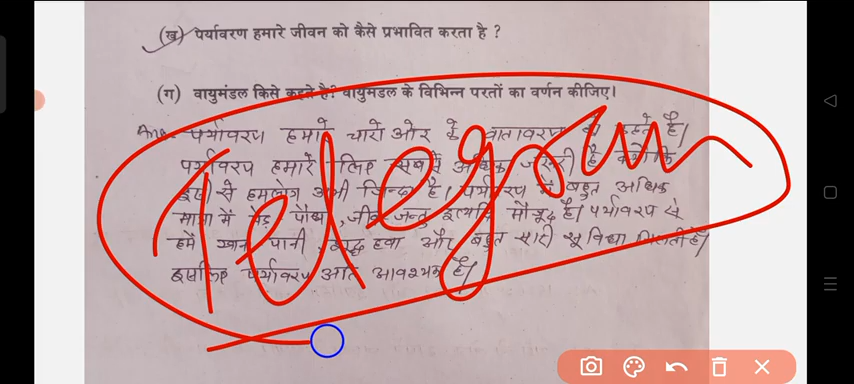 (ख) पर्यावरण हमारे जीवन को कैसे प्रभावित करता है ?
(ग) वायुमंडल किसे कहते है? वायुमंडल के विभिन्न परतों का वर्णन कीजिए।
Ans- पर्यावरण हमारे चारो ओर के वातावरण को कहते है।
पर्यावरण हमारे लिए सबसे अधिक जरूरी है क्योंकि
इसी से हमलोग अभी जिन्दा है। पर्यावरण में बहुत अधिक
मात्रा में पेड़ पौधा, जीव जन्तु इत्यादि मौजूद है। पर्यावरण से
हमें खाना पानी, शुद्ध हवा और बहुत सारी सुविधा मिलती है।
इसलिए पर्यावरण अति आवश्यक है।
Telegram